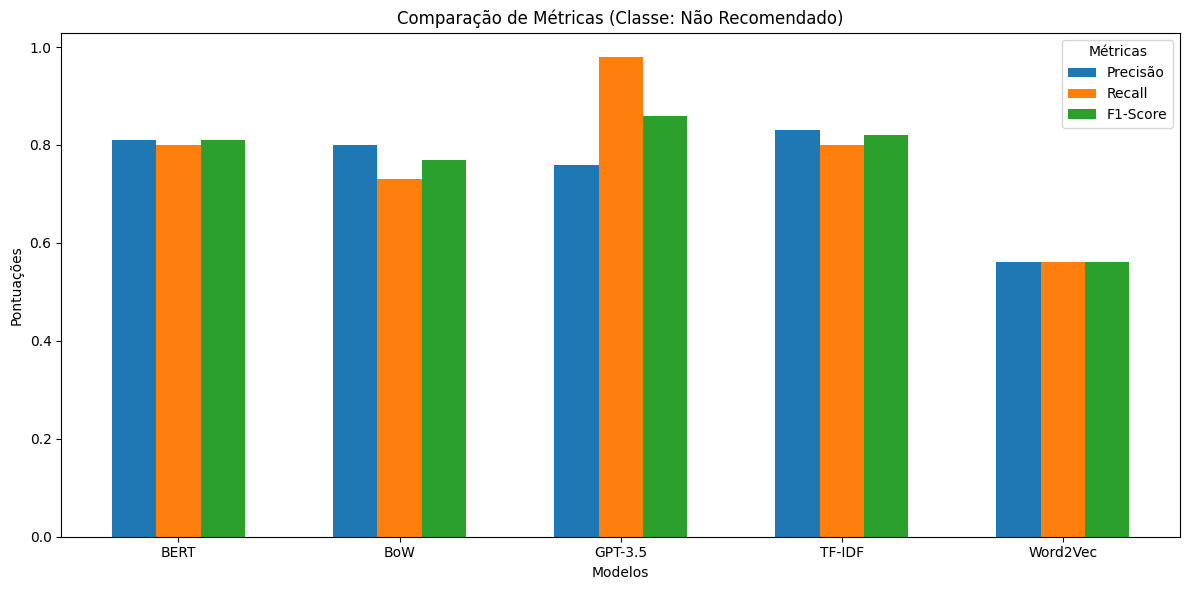 Comparação de Métricas (Classe: Não Recomendado)
Métricas
Precisão
Recall
F1-Score
Pontuações
1.0
0.8
0.6
0.4
0.2
0.0
BERT
BoW
GPT-3.5
TF-IDF
Word2Vec
Modelos